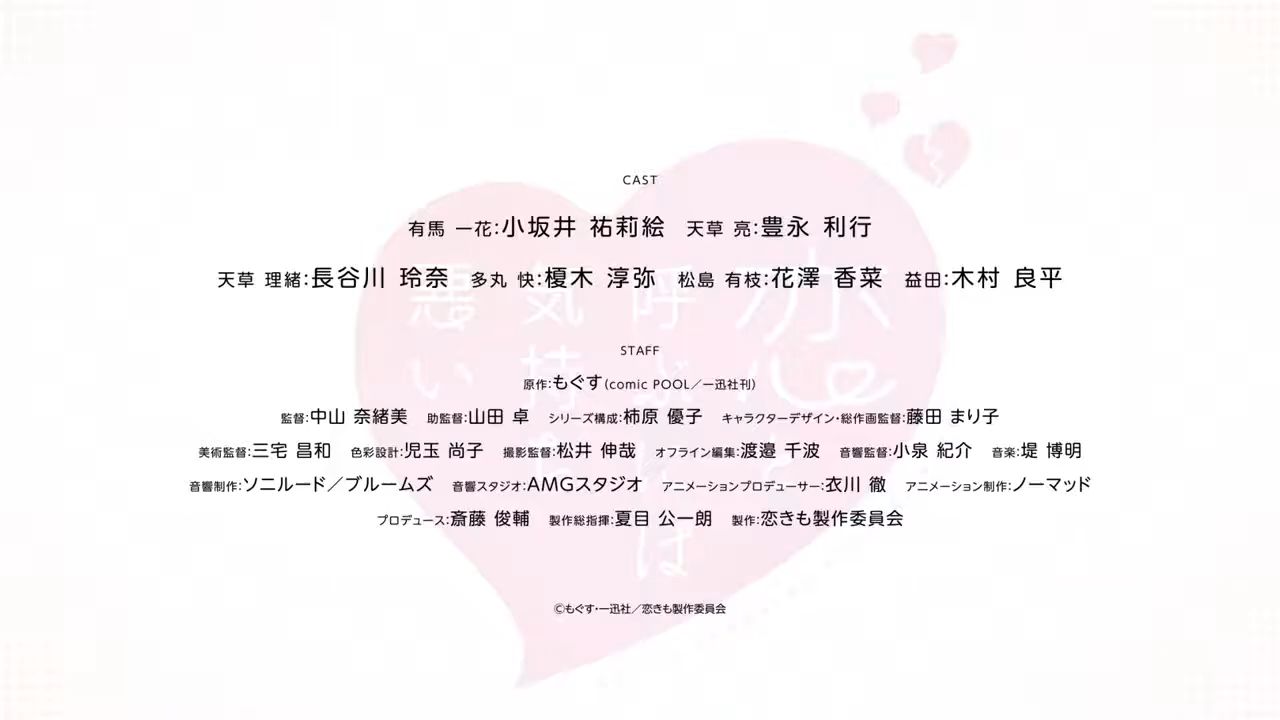 CAST
有馬 一花:小坂井 祐莉絵 天草 亮:豊永 利行
天草 理緒:長谷川 玲奈 多丸 快:榎木 淳弥 松島 有枝:花澤 香菜 益田:木村 良平
STAFF
原作:もぐす(comic POOL/一迅社刊)
監督:中山 奈緒美 助監督:山田 卓 シリーズ構成:柿原 優子 キャラクターデザイン・総作画監督:藤田 まり子
美術監督:三宅 昌和 色彩設計:児玉 尚子 撮影監督:松井 伸哉 オフライン編集:渡邉 千波 音響監督:小泉 紀介 音楽:堤 博明
音響制作:ソニルード/ブルームズ 音響スタジオ:AMGスタジオ アニメーションプロデューサー:衣川 徹 アニメーション制作:ノーマッド
プロデュース:斎藤 俊輔 製作総指揮:夏目 公一朗 製作:恋きも製作委員会
©もぐす・一迅社/恋きも製作委員会
恋と
呼ぶには
気持ち
悪い